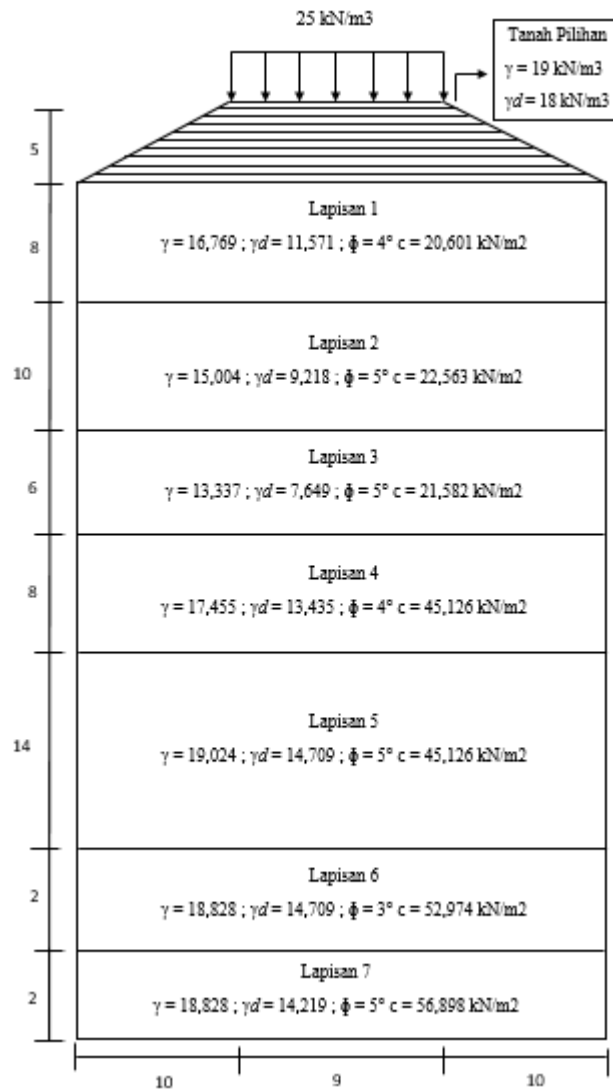 25 kN/m3
Tanah Pilihan
γ = 19 kN/m3
γd = 18 kN/m3
5
Lapisan 1
γ = 16,769 ; γd = 11,571 ; ϕ = 4° c = 20,601 kN/m2
8
Lapisan 2
γ = 15,004 ; γd = 9,218 ; ϕ = 5° c = 22,563 kN/m2
10
Lapisan 3
γ = 13,337 ; γd = 7,649 ; ϕ = 5° c = 21,582 kN/m2
6
Lapisan 4
γ = 17,455 ; γd = 13,435 ; ϕ = 4° c = 45,126 kN/m2
8
Lapisan 5
γ = 19,024 ; γd = 14,709 ; ϕ = 5° c = 45,126 kN/m2
14
Lapisan 6
γ = 18,828 ; γd = 14,709 ; ϕ = 3° c = 52,974 kN/m2
2
Lapisan 7
γ = 18,828 ; γd = 14,219 ; ϕ = 5° c = 56,898 kN/m2
2
10 9 10